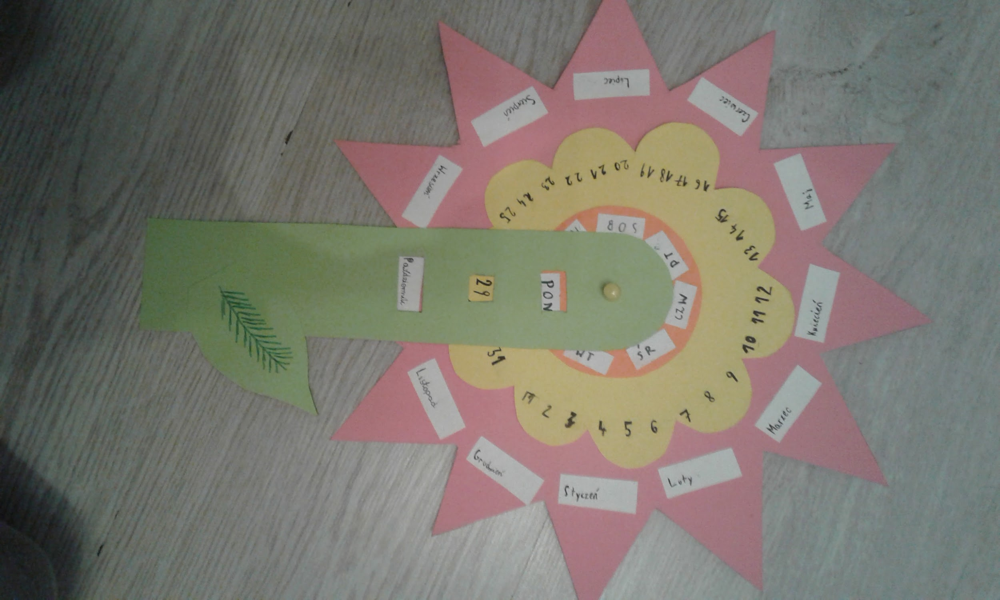 PON
29
Październik
Listopad
Grudzień
Styczeń
Luty
Marzec
Kwiecień
Maj
Czerwiec
Lipiec
Sierpień
Wrzesień
31
1
2
3
4
5
6
7
8
9
10
11
12
13
14
15
16
17
18
19
20
21
22
23
24
25
WT
ŚR
CZW
PT
SOB